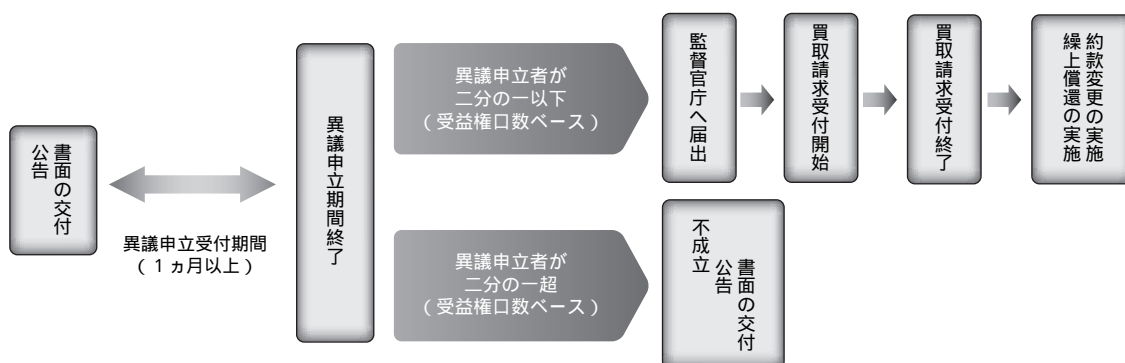 書面の交付
公告
異議申立受付期間
（１ヵ月以上）
異議申立期間終了
異議申立者が
二分の一以下
（受益権口数ベース）
監督官庁へ届出
買取請求受付開始
買取請求受付終了
約款変更の実施
繰上償還の実施
異議申立者が
二分の一超
（受益権口数ベース）
書面の交付
公告
不成立